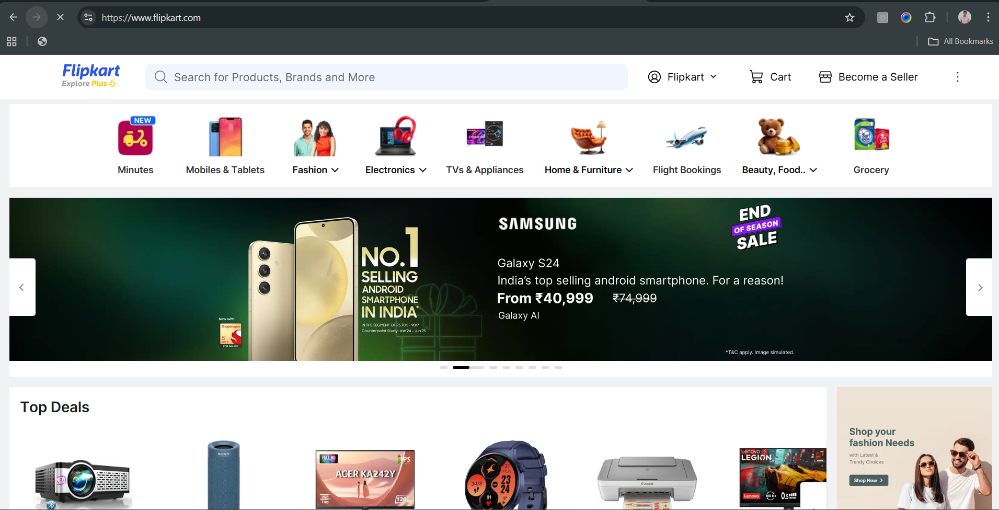 https://www.flipkart.com
All Bookmarks
Flipkart
Explore Plus
Search for Products, Brands and More
Flipkart
Cart
Become a Seller
NEW
Minutes
Mobiles & Tablets
Fashion
Electronics
TVs & Appliances
Home & Furniture
Flight Bookings
Beauty, Food..
Grocery
NO.1
SELLING
ANDROID
SMARTPHONE
IN INDIA*
IN THE SEGMENT OF RS.70K - 90K*
Counterpoint Study: Jan'24 - Jun'25
Now with
Snapdragon
8
Gen 3
FOR GALAXY
SAMSUNG
END
OF SEASON
SALE
Galaxy S24
India's top selling android smartphone. For a reason!
From ₹40,999 ₹74,999
Galaxy AI
*T&C apply. Image simulated.
Top Deals
NEW
SONY
FULL HD
IPS
ACER KA242Y
VRB
1ms
120Hz
21
MON
3478
23
24
81
Canon
Lenovo
LEGION
Lenovo
180 Hz
0.5
MPRT
Shop your
fashion Needs
with Latest &
Trendy Choices
Shop Now